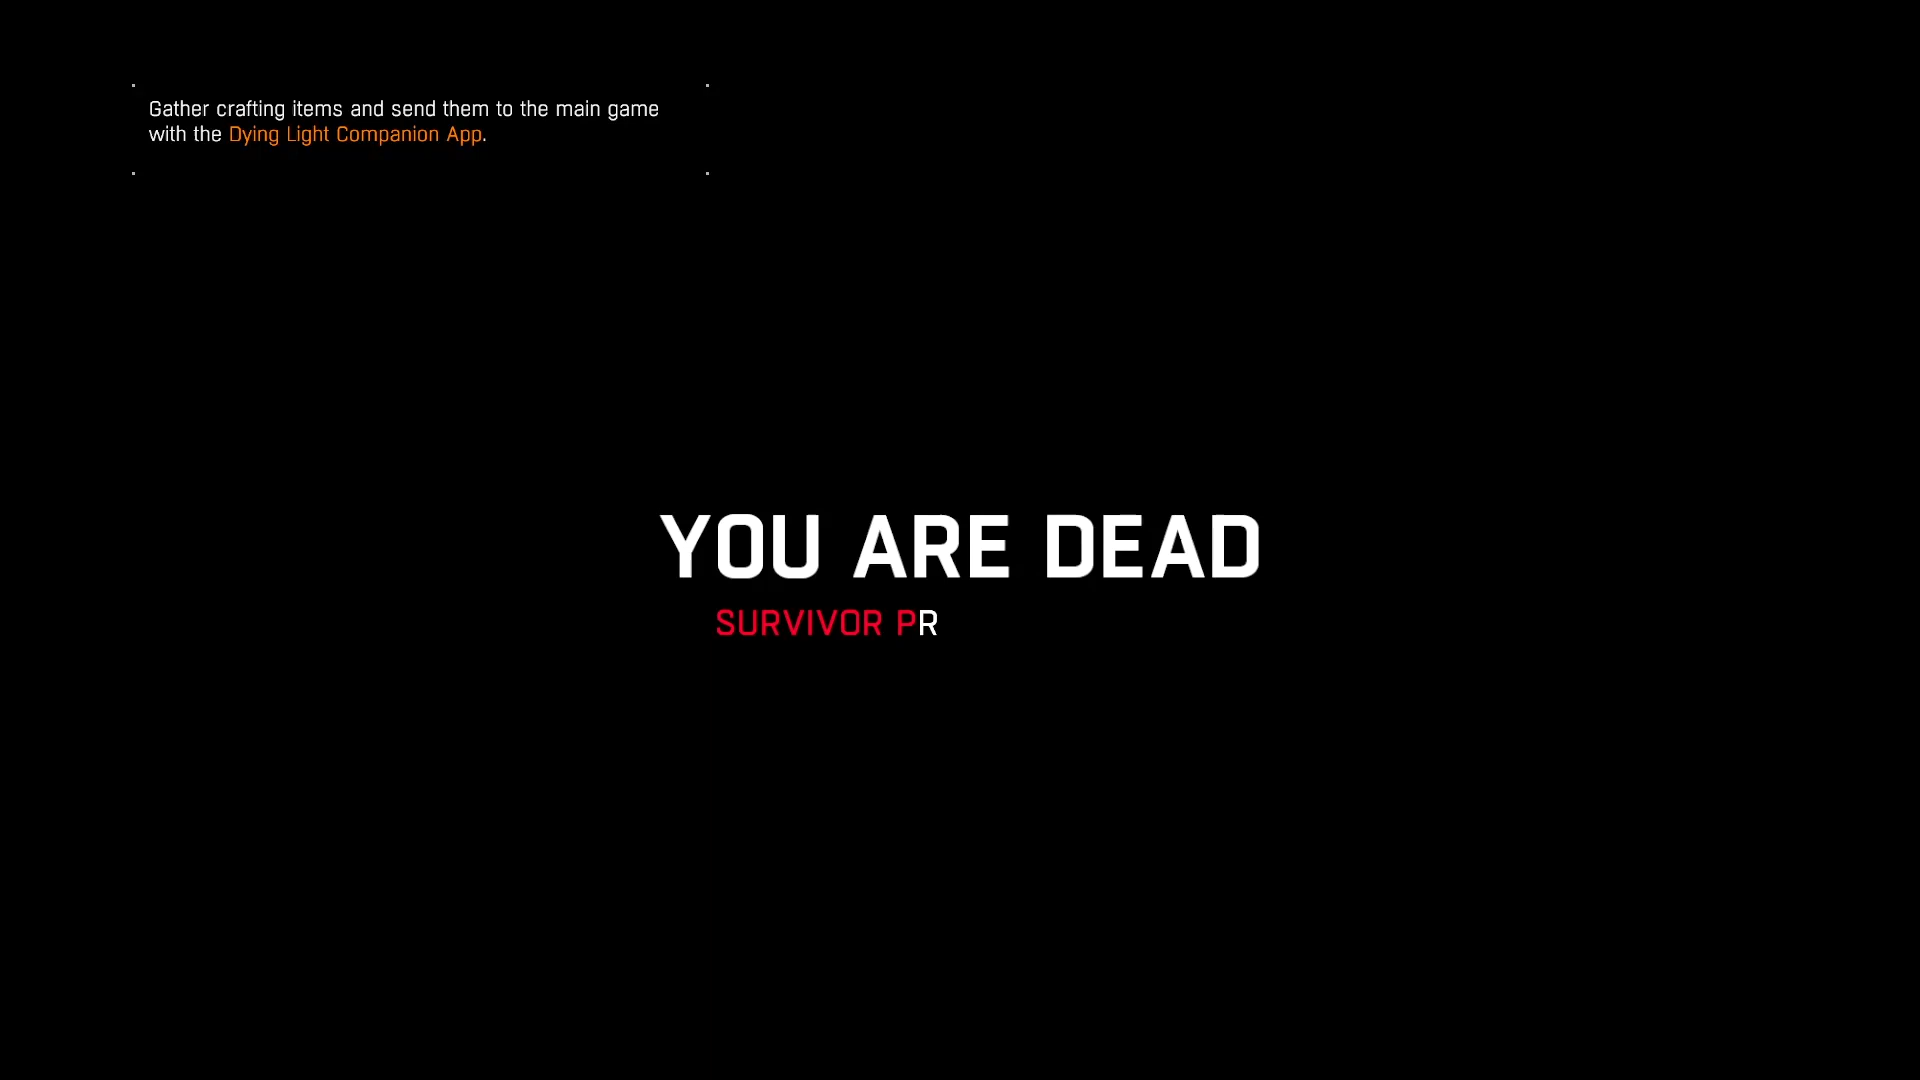 Gather crafting items and send them to the main game
with the Dying Light Companion App.
YOU ARE DEAD
SURVIVOR PR